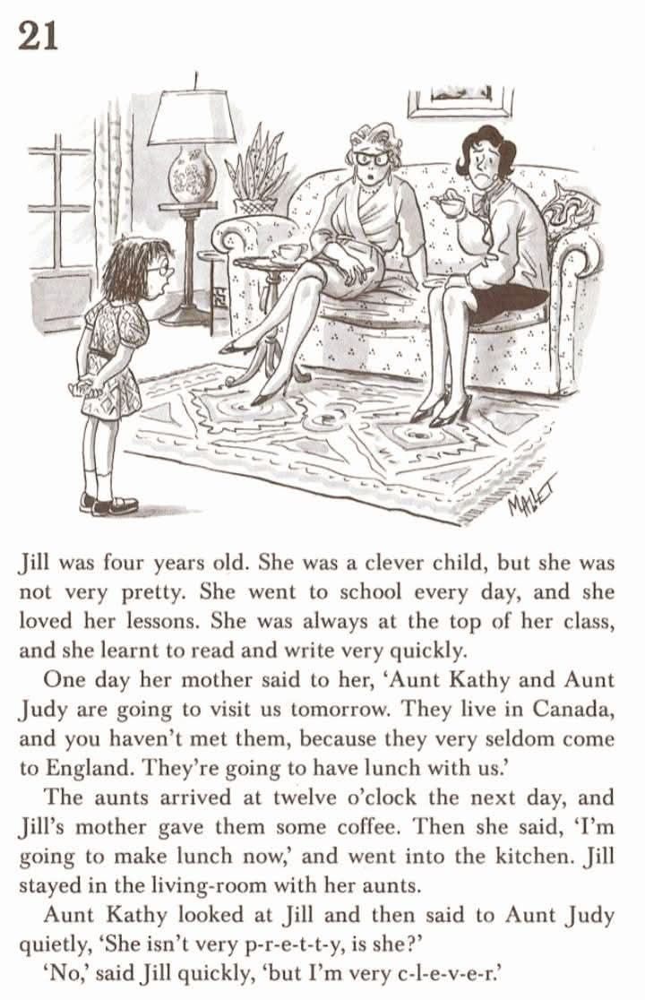 21
MALLET
Jill was four years old. She was a clever child, but she was
not very pretty. She went to school every day, and she
loved her lessons. She was always at the top of her class,
and she learnt to read and write very quickly.
One day her mother said to her, ‘Aunt Kathy and Aunt
Judy are going to visit us tomorrow. They live in Canada,
and you haven’t met them, because they very seldom come
to England. They’re going to have lunch with us.’
The aunts arrived at twelve o’clock the next day, and
Jill’s mother gave them some coffee. Then she said, ‘I’m
going to make lunch now,’ and went into the kitchen. Jill
stayed in the living-room with her aunts.
Aunt Kathy looked at Jill and then said to Aunt Judy
quietly, ‘She isn’t very p-r-e-t-t-y, is she?’
‘No,’ said Jill quickly, ‘but I’m very c-l-e-v-e-r.’